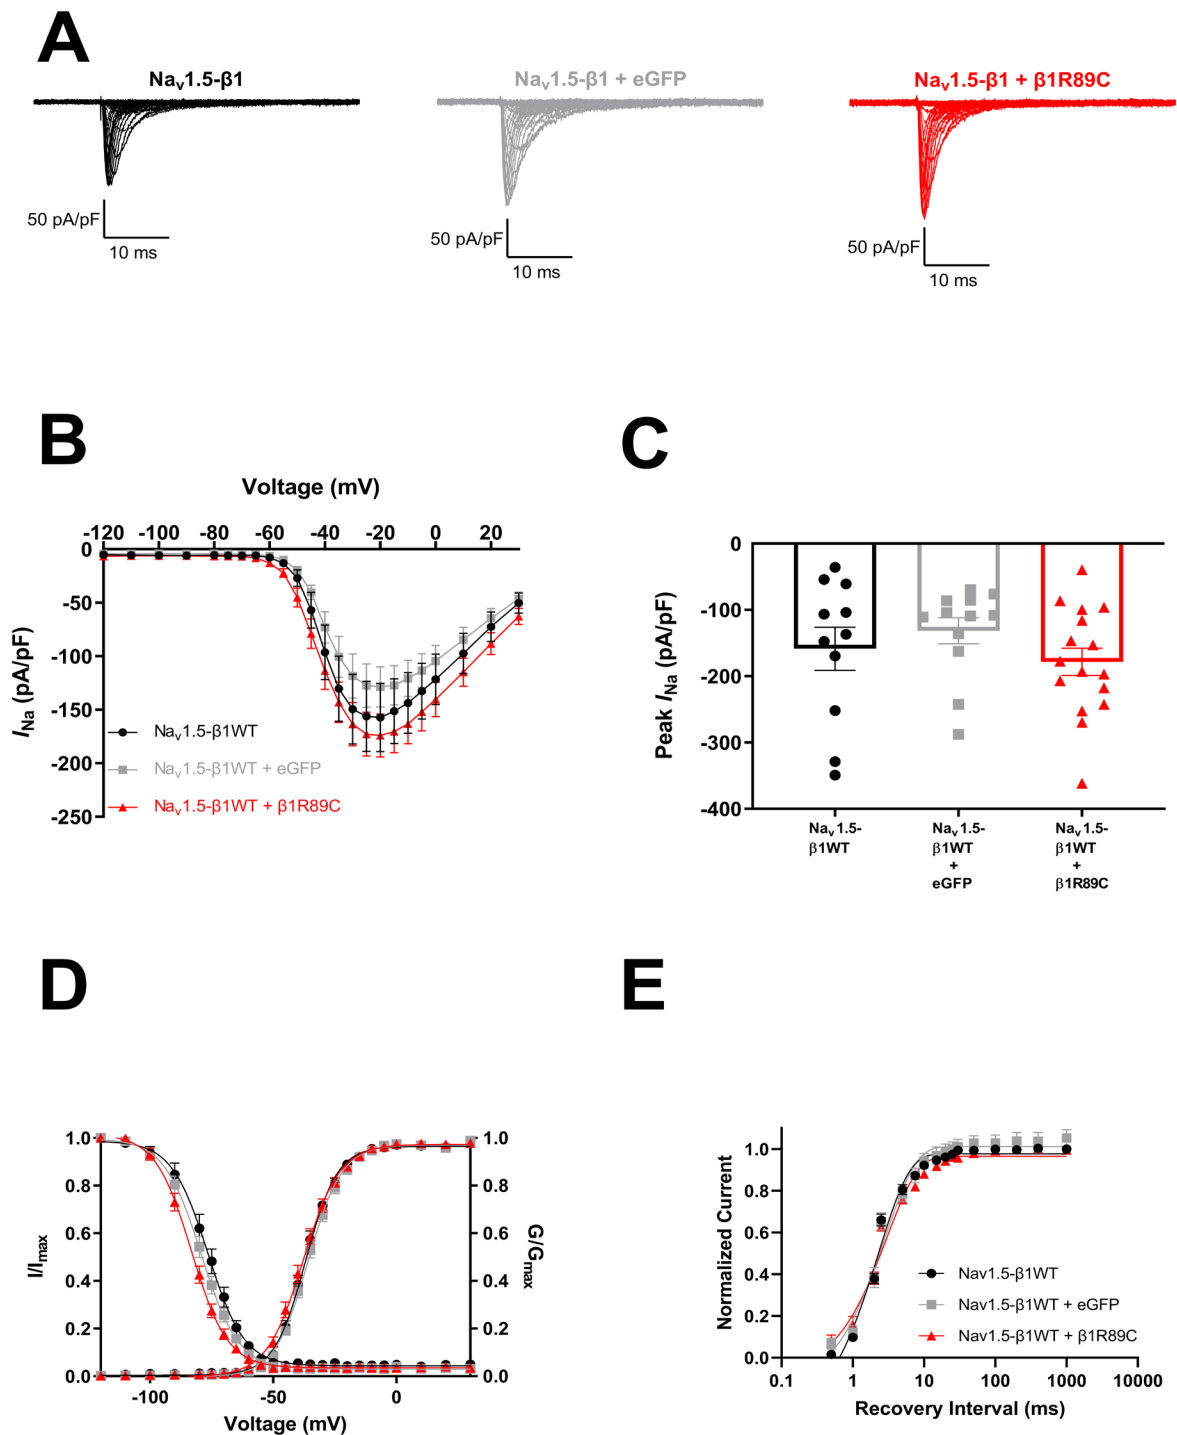 A
Naᵥ1.5-β1
Naᵥ1.5-β1 + eGFP
Naᵥ1.5-β1 + β1R89C
50 pA/pF
10 ms
50 pA/pF
10 ms
50 pA/pF
10 ms
B
Voltage (mV)
-120 -100 -80 -60 -40 -20 0 20
0
-50
-100
-150
-200
-250
I_Na (pA/pF)
Naᵥ1.5-β1WT
Naᵥ1.5-β1WT + eGFP
Naᵥ1.5-β1WT + β1R89C
C
0
-100
-200
-300
-400
Peak I_Na (pA/pF)
Naᵥ1.5-
β1WT
Naᵥ1.5-
β1WT
+
eGFP
Naᵥ1.5-
β1WT
+
β1R89C
D
1.0
0.8
0.6
0.4
0.2
0.0
I/I_max
1.0
0.8
0.6
0.4
0.2
0.0
G/G_max
-100 -50 0
Voltage (mV)
E
1.0
0.8
0.6
0.4
0.2
0.0
Normalized Current
Nav1.5-β1WT
Nav1.5-β1WT + eGFP
Nav1.5-β1WT + β1R89C
0.1 1 10 100 1000 10000
Recovery Interval (ms)